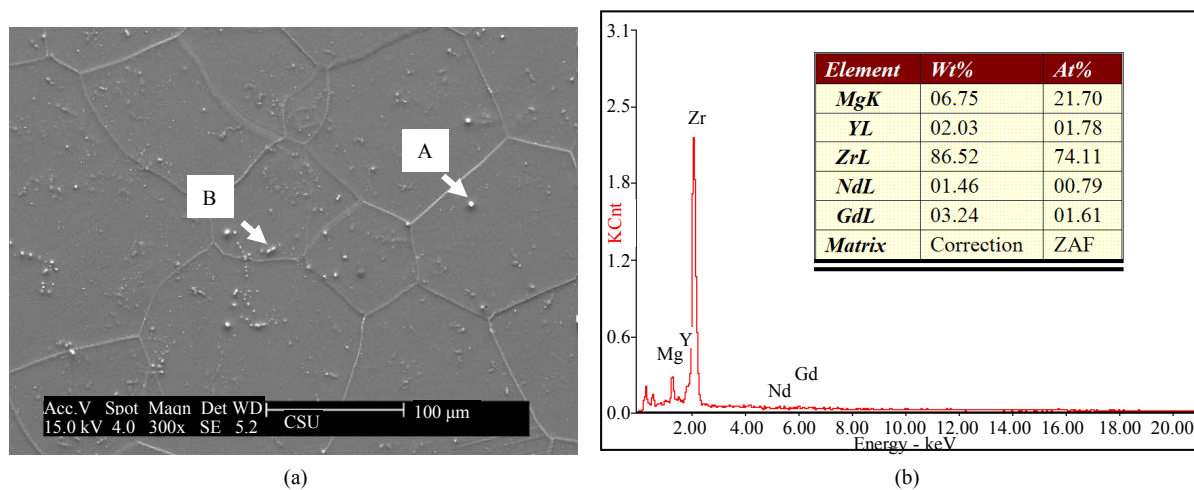 A
B
Acc.V Spot Magn Det WD
15.0 kV 4.0 300x SE 5.2
CSU
100 μm
(a)
3.1
2.5
1.8
1.2
0.6
0.0
KCnt
Zr
Mg
Y
Nd
Gd
2.00 4.00 6.00 8.00 10.00 12.00 14.00 16.00 18.00 20.00
Energy - keV
Element Wt% At%
MgK 06.75 21.70
YL 02.03 01.78
ZrL 86.52 74.11
NdL 01.46 00.79
GdL 03.24 01.61
Matrix Correction ZAF
(b)